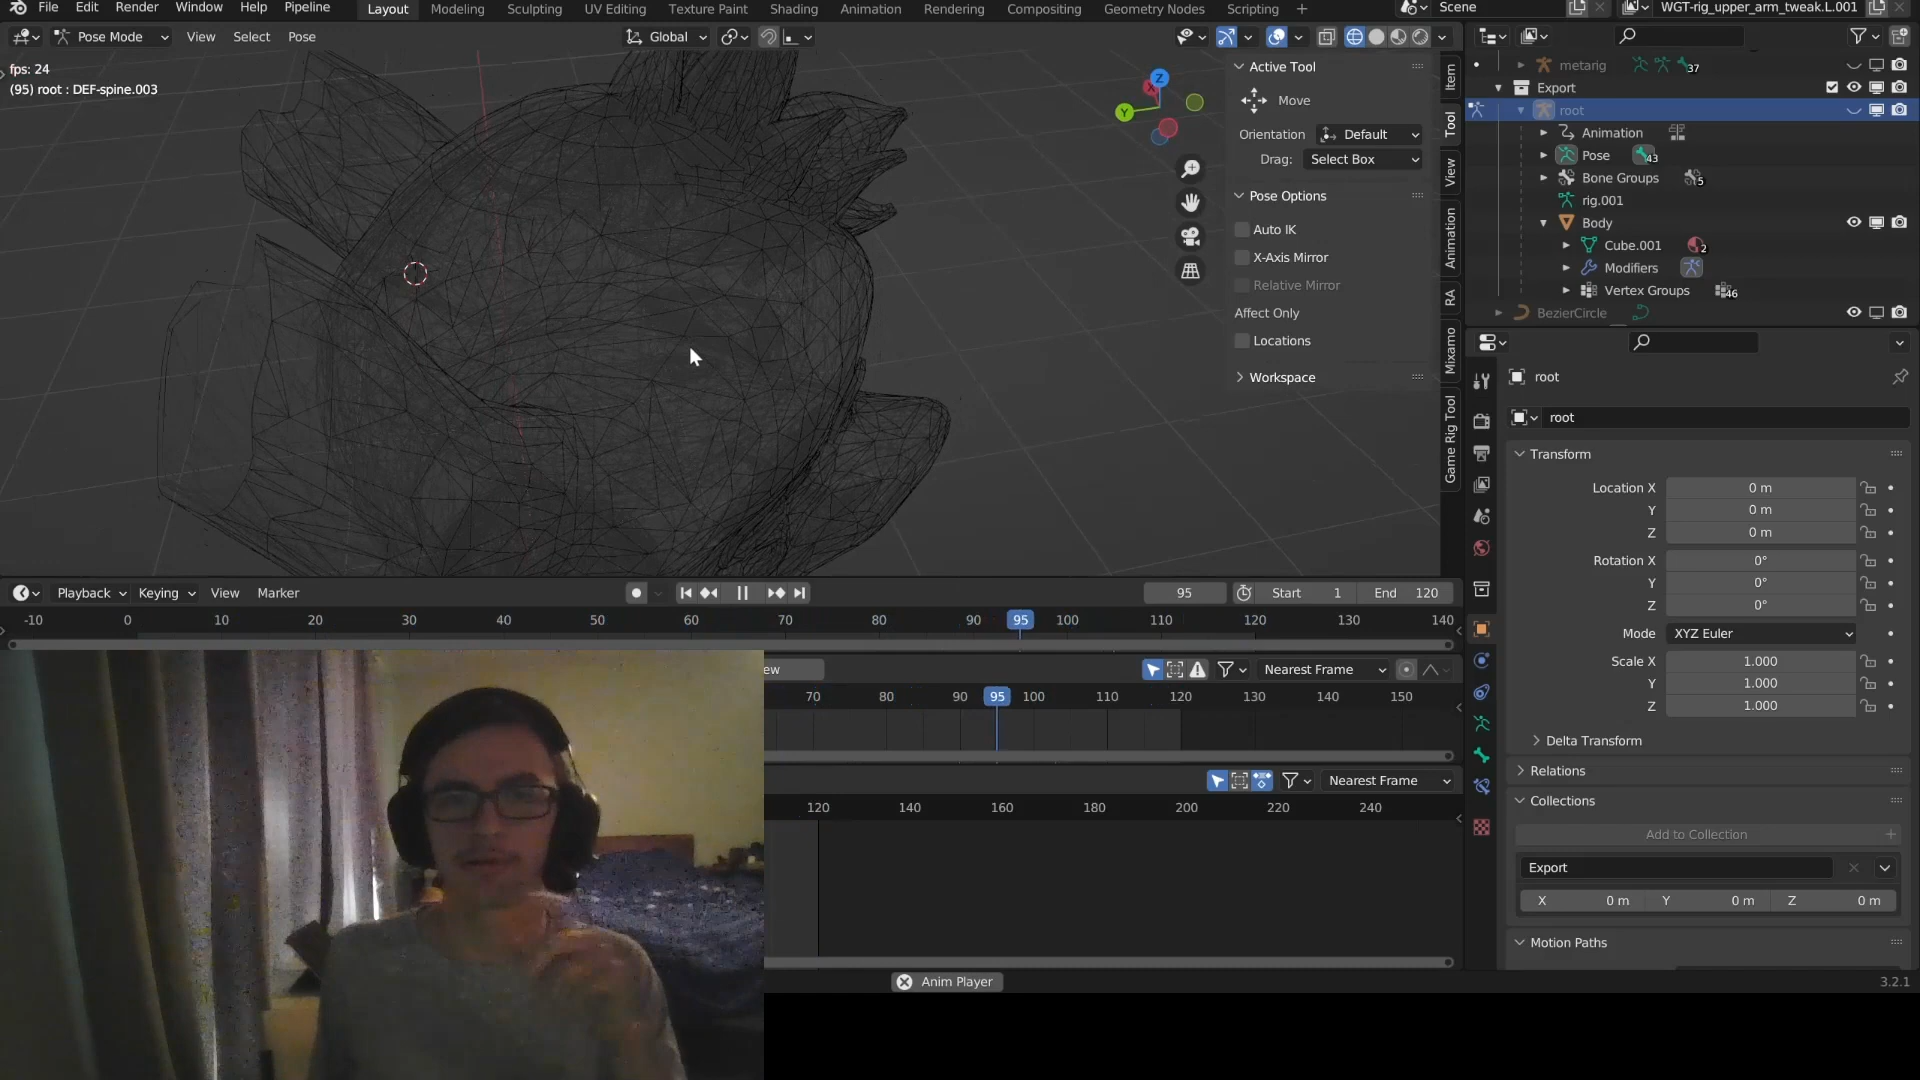 File Edit Render Window Help Pipeline Layout Modeling Sculpting UV Editing Texture Paint Shading Animation Rendering Compositing Geometry Nodes Scripting + Scene WGT-rig_upper_arm_tweak.L.001
Pose Mode View Select Pose Global
fps: 24
(95) root : DEF-spine.003
Z
X
Y
Active Tool
Move
Orientation Default
Drag: Select Box
Pose Options
Auto IK
X-Axis Mirror
Relative Mirror
Affect Only
Locations
Workspace
Item
Tool
View
Animation
RA
Mixamo
Game Rig Tool
metarig 37
Export
root
Animation
Pose 43
Bone Groups 5
rig.001
Body
Cube.001 2
Modifiers
Vertex Groups 46
BezierCircle
root
root
Transform
Location X 0 m
Y 0 m
Z 0 m
Rotation X 0°
Y 0°
Z 0°
Mode XYZ Euler
Scale X 1.000
Y 1.000
Z 1.000
Delta Transform
Relations
Collections
Add to Collection
Export
X 0 m Y 0 m Z 0 m
Motion Paths
Playback Keying View Marker 95 Start 1 End 120
-10 0 10 20 30 40 50 60 70 80 90 95 100 110 120 130 140
ew Nearest Frame
70 80 90 95 100 110 120 130 140 150
Nearest Frame
120 140 160 180 200 220 240
Anim Player 3.2.1